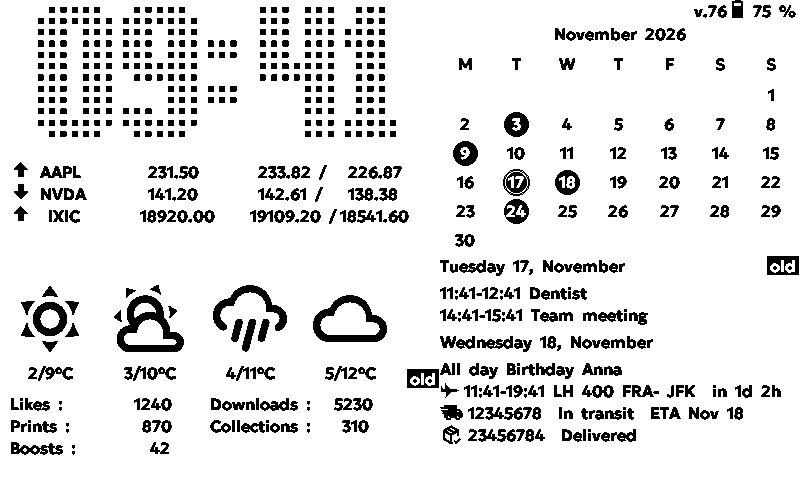 09:41
v.76 75 %
November 2026
M T W T F S S
1
2 3 4 5 6 7 8
9 10 11 12 13 14 15
16 17 18 19 20 21 22
23 24 25 26 27 28 29
30
AAPL 231.50 233.82 / 226.87
NVDA 141.20 142.61 / 138.38
IXIC 18920.00 19109.20 / 18541.60
2/9°C 3/10°C 4/11°C 5/12°C
Likes : 1240 Downloads : 5230
Prints : 870 Collections : 310
Boosts : 42
Tuesday 17, November old
11:41-12:41 Dentist
14:41-15:41 Team meeting
Wednesday 18, November
All day Birthday Anna
old
11:41-19:41 LH 400 FRA- JFK in 1d 2h
12345678 In transit ETA Nov 18
23456784 Delivered